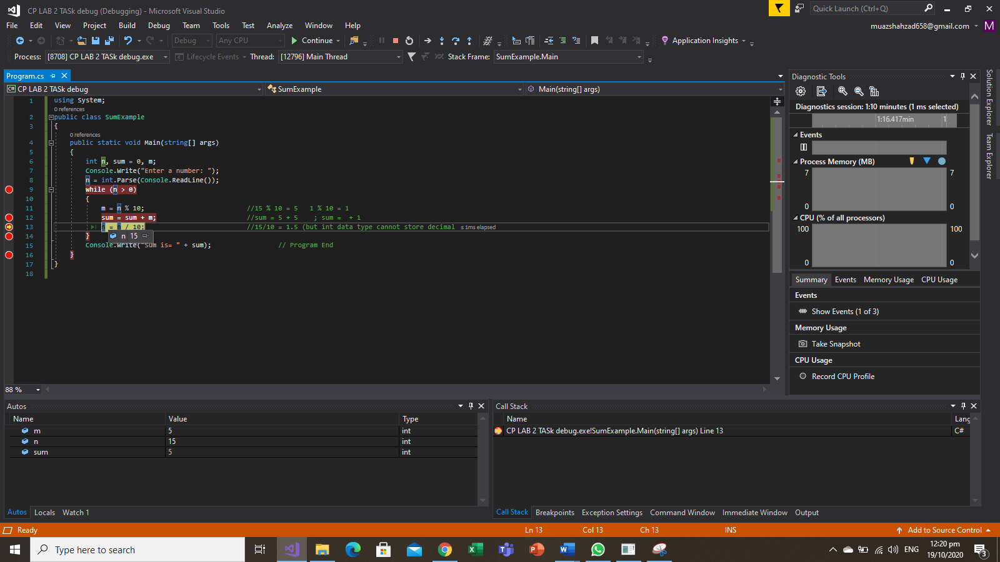 CP LAB 2 TASk debug (Debugging) - Microsoft Visual Studio
Quick Launch (Ctrl+Q)
File Edit View Project Build Debug Team Tools Test Analyze Window Help
muazshahzad658@gmail.com M
Debug Any CPU Continue Application Insights
Process: [8708] CP LAB 2 TASk debug.exe Lifecycle Events Thread: [12796] Main Thread Stack Frame: SumExample.Main
Program.cs
C# CP LAB 2 TASk debug SumExample Main(string[] args)
1 using System;
0 references
2 public class SumExample
3 {
0 references
4 public static void Main(string[] args)
5 {
6 int n, sum = 0, m;
7 Console.Write("Enter a number: ");
8 n = int.Parse(Console.ReadLine());
9 while (n > 0)
10 {
11 m = n % 10; //15 % 10 = 5 1 % 10 = 1
12 sum = sum + m; //sum = 5 + 5 ; sum = + 1
13 n = n / 10; //15/10 = 1.5 (but int data type cannot store decimal ≤ 1ms elapsed
14 }
n 15
15 Console.Write("Sum is= " + sum); // Program End
16 }
17 }
18
88 %
Diagnostic Tools
Diagnostics session: 1:10 minutes (1 ms selected)
1:16.417min 1
Events
Process Memory (MB)
7 7
0 0
CPU (% of all processors)
100 100
0 0
Summary Events Memory Usage CPU Usage
Events
Show Events (1 of 3)
Memory Usage
Take Snapshot
CPU Usage
Record CPU Profile
Solution Explorer
Team Explorer
Autos
Name Value Type
m 5 int
n 15 int
sum 5 int
Autos Locals Watch 1
Call Stack
Name Lang
CP LAB 2 TASk debug.exe!SumExample.Main(string[] args) Line 13 C#
Call Stack Breakpoints Exception Settings Command Window Immediate Window Output
Ready Ln 13 Col 13 Ch 13 INS Add to Source Control
Type here to search
ENG
12:20 pm
19/10/2020
3